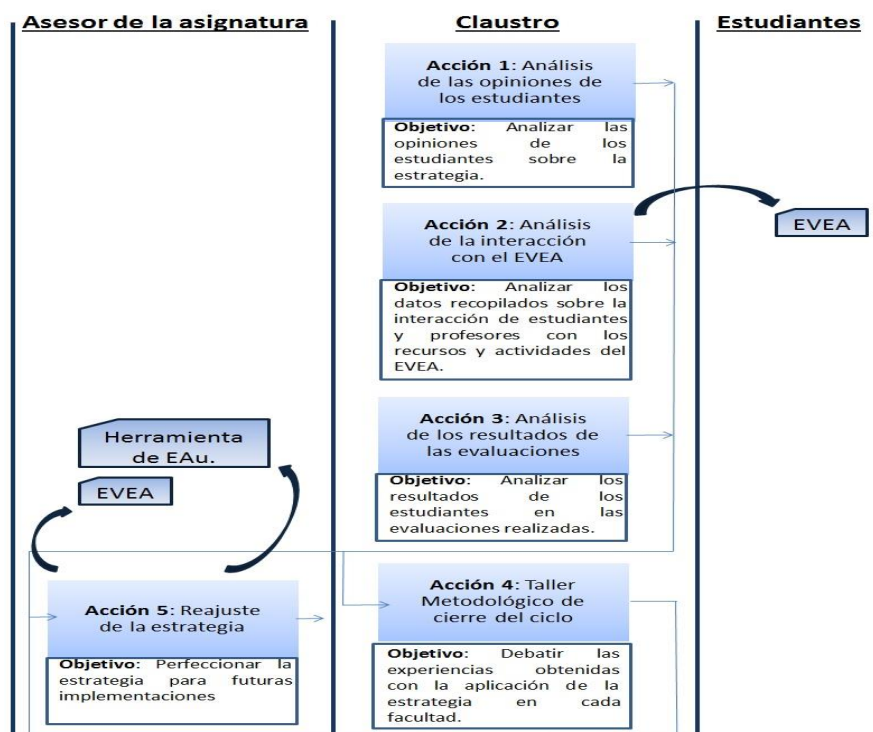 Asesor de la asignatura
Claustro
Estudiantes
Acción 1: Análisis
de las opiniones de
los estudiantes
Objetivo: Analizar las
opiniones de los
estudiantes sobre la
estrategia.
Acción 2: Análisis
de la interacción
con el EVEA
EVEA
Objetivo: Analizar los
datos recopilados sobre la
interacción de estudiantes
y profesores con los
recursos y actividades del
EVEA.
Acción 3: Análisis
de los resultados de
las evaluaciones
Objetivo: Analizar los
resultados de los
estudiantes en las
evaluaciones realizadas.
Herramienta
de EAu.
EVEA
Acción 5: Reajuste
de la estrategia
Objetivo: Perfeccionar la
estrategia para futuras
implementaciones
Acción 4: Taller
Metodológico de
cierre del ciclo
Objetivo: Debatir las
experiencias obtenidas
con la aplicación de la
estrategia en cada
facultad.